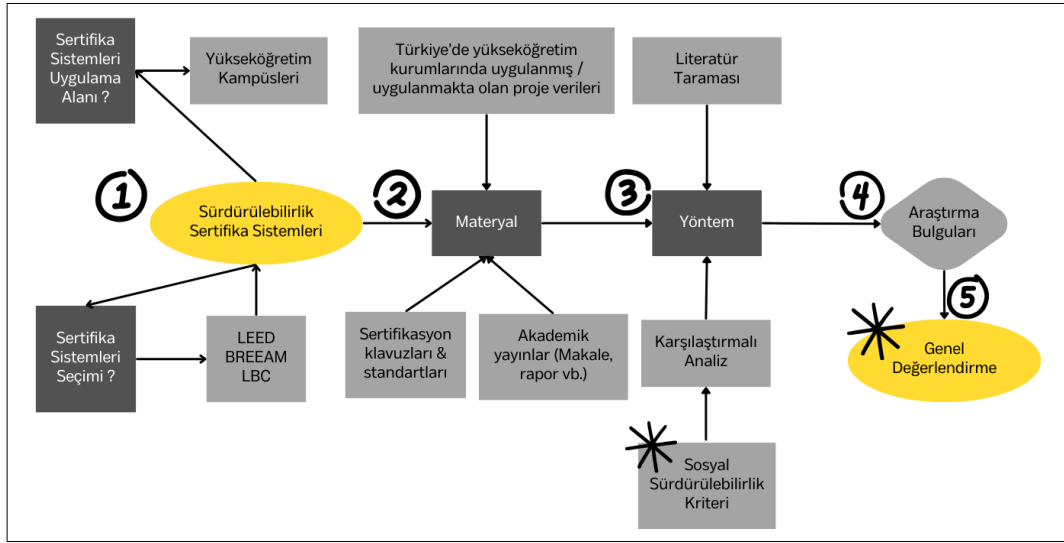 Sertifika
Sistemleri
Uygulama
Alanı ?
Yükseköğretim
Kampüsleri
Türkiye'de yükseköğretim
kurumlarında uygulanmış /
uygulanmakta olan proje verileri
Literatür
Taraması
1
Sürdürülebilirlik
Sertifika Sistemleri
2
Materyal
3
Yöntem
4
Araştırma
Bulguları
Sertifika
Sistemleri
Seçimi ?
LEED
BREEAM
LBC
Sertifikasyon
klavuzları &
standartları
Akademik
yayınlar (Makale,
rapor vb.)
Karşılaştırmalı
Analiz
5
Genel
Değerlendirme
Sosyal
Sürdürülebilirlik
Kriteri